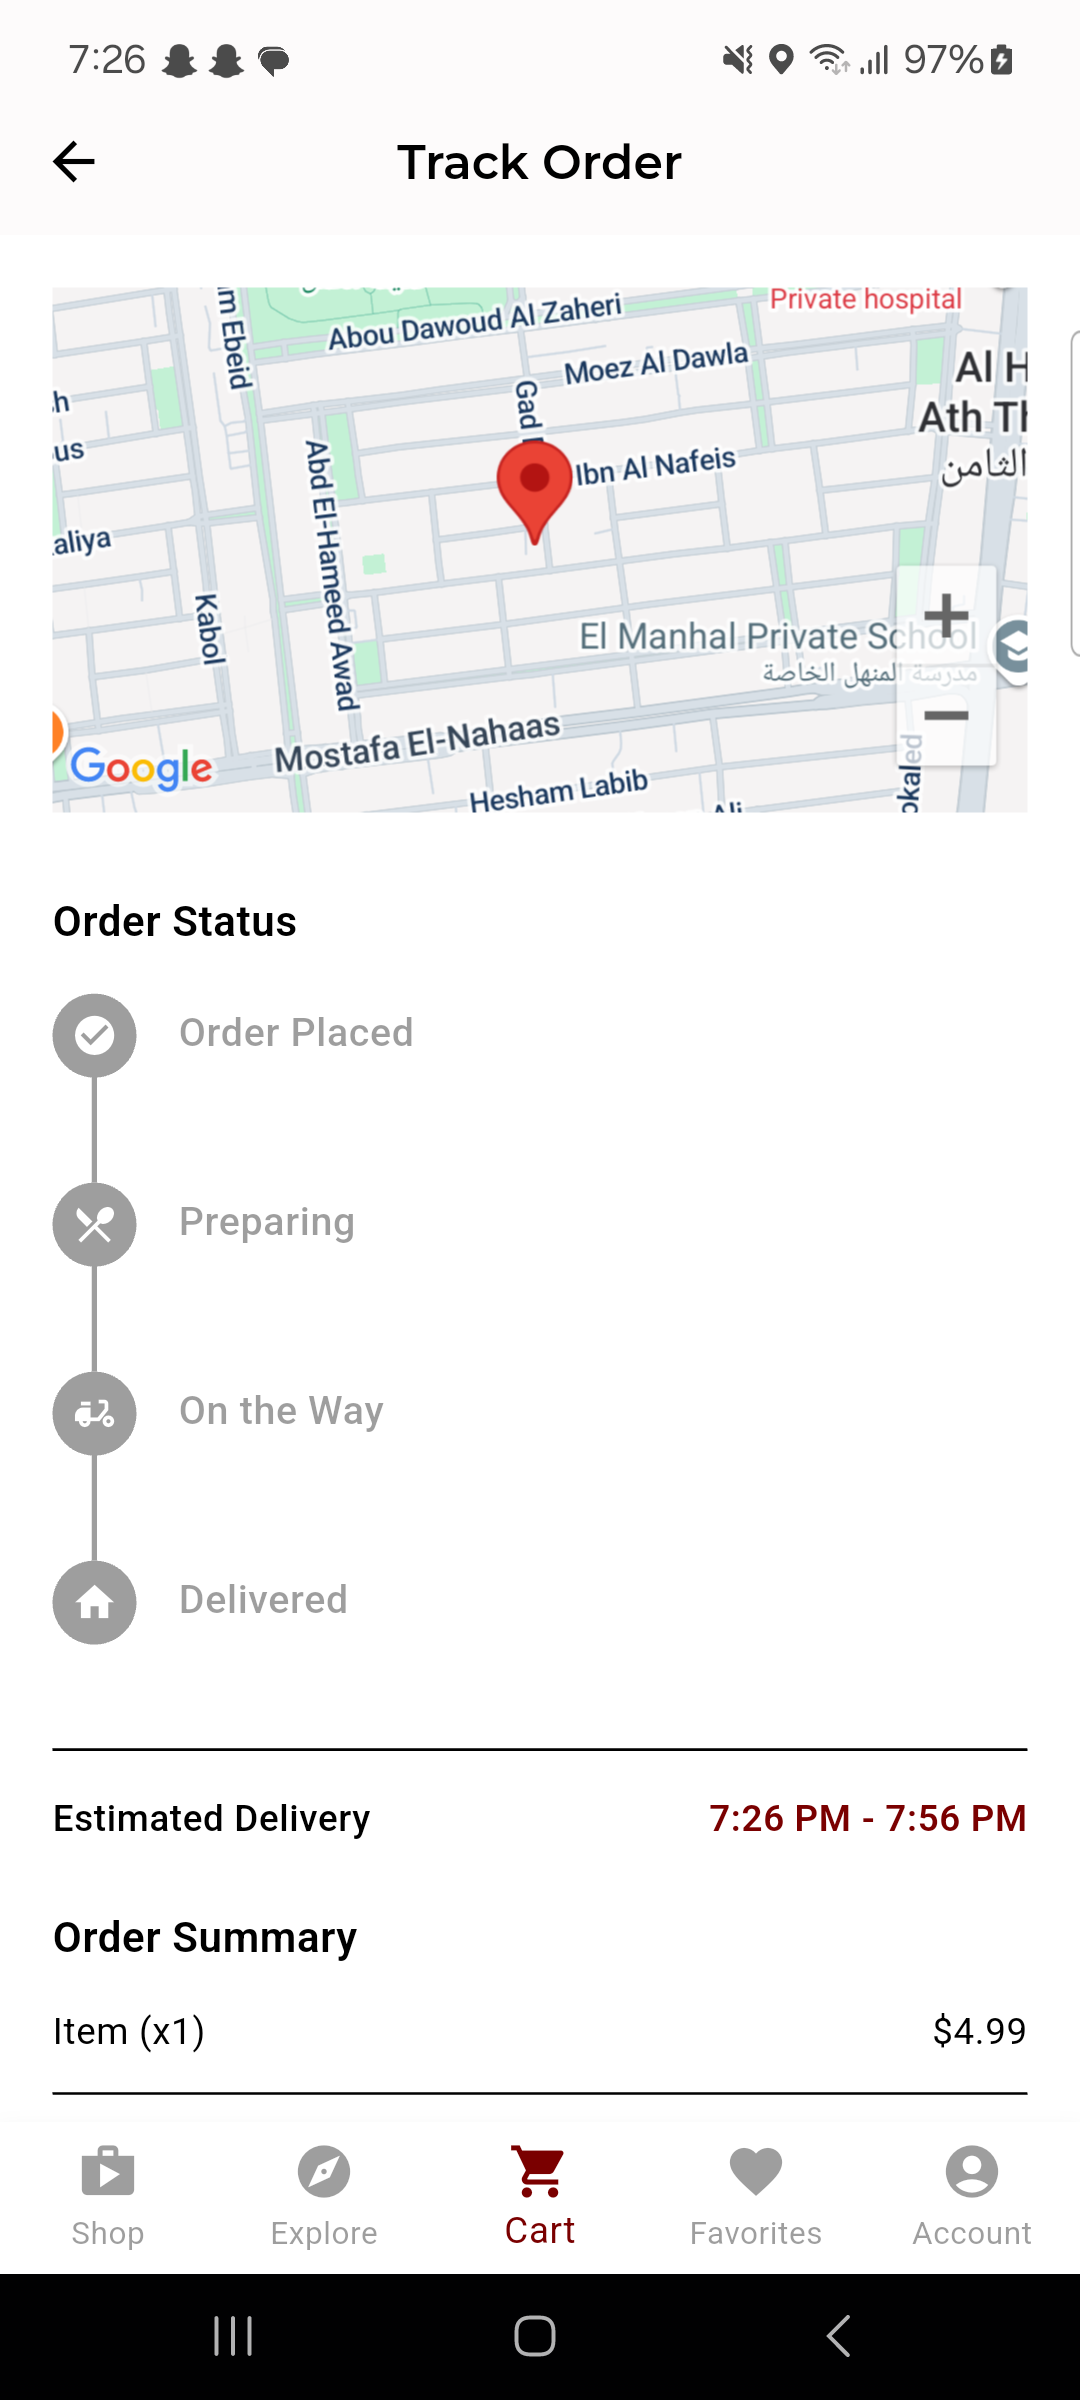 7:26
97%
Track Order
Abou Dawoud Al Zaheri
Private hospital
m Ebeid
Moez Al Dawla
Al H
Gad
Ath Th
الثامن
us
Ibn Al Nafeis
Abd El-Hameed Awad
aliya
Kabol
El Manhal Private School
مدرسة المنهل الخاصة
Mostafa El-Nahaas
Google
Hesham Labib
Order Status
Order Placed
Preparing
On the Way
Delivered
Estimated Delivery 7:26 PM - 7:56 PM
Order Summary
Item (x1) $4.99
Shop Explore Cart Favorites Account